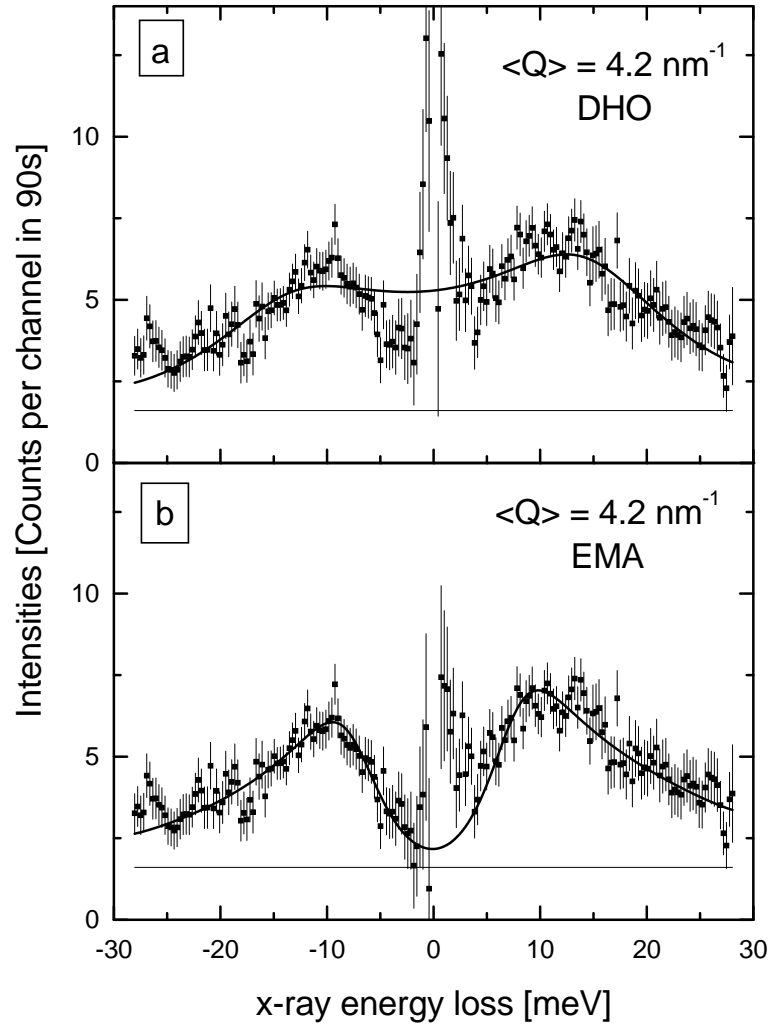 a
<Q> = 4.2 nm⁻¹
DHO
10
5
0
b
<Q> = 4.2 nm⁻¹
EMA
10
5
0
-30 -20 -10 0 10 20 30
x-ray energy loss [meV]
Intensities [Counts per channel in 90s]